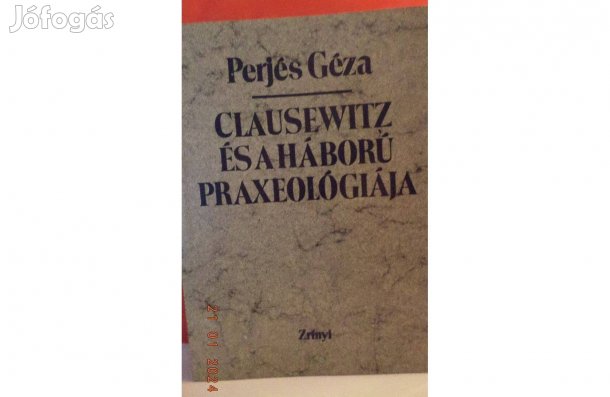 Jófogás
Perjés Géza
CLAUSEWITZ
ÉS A HÁBORÚ
PRAXEOLÓGIÁJA
Zrínyi
21 01 2024